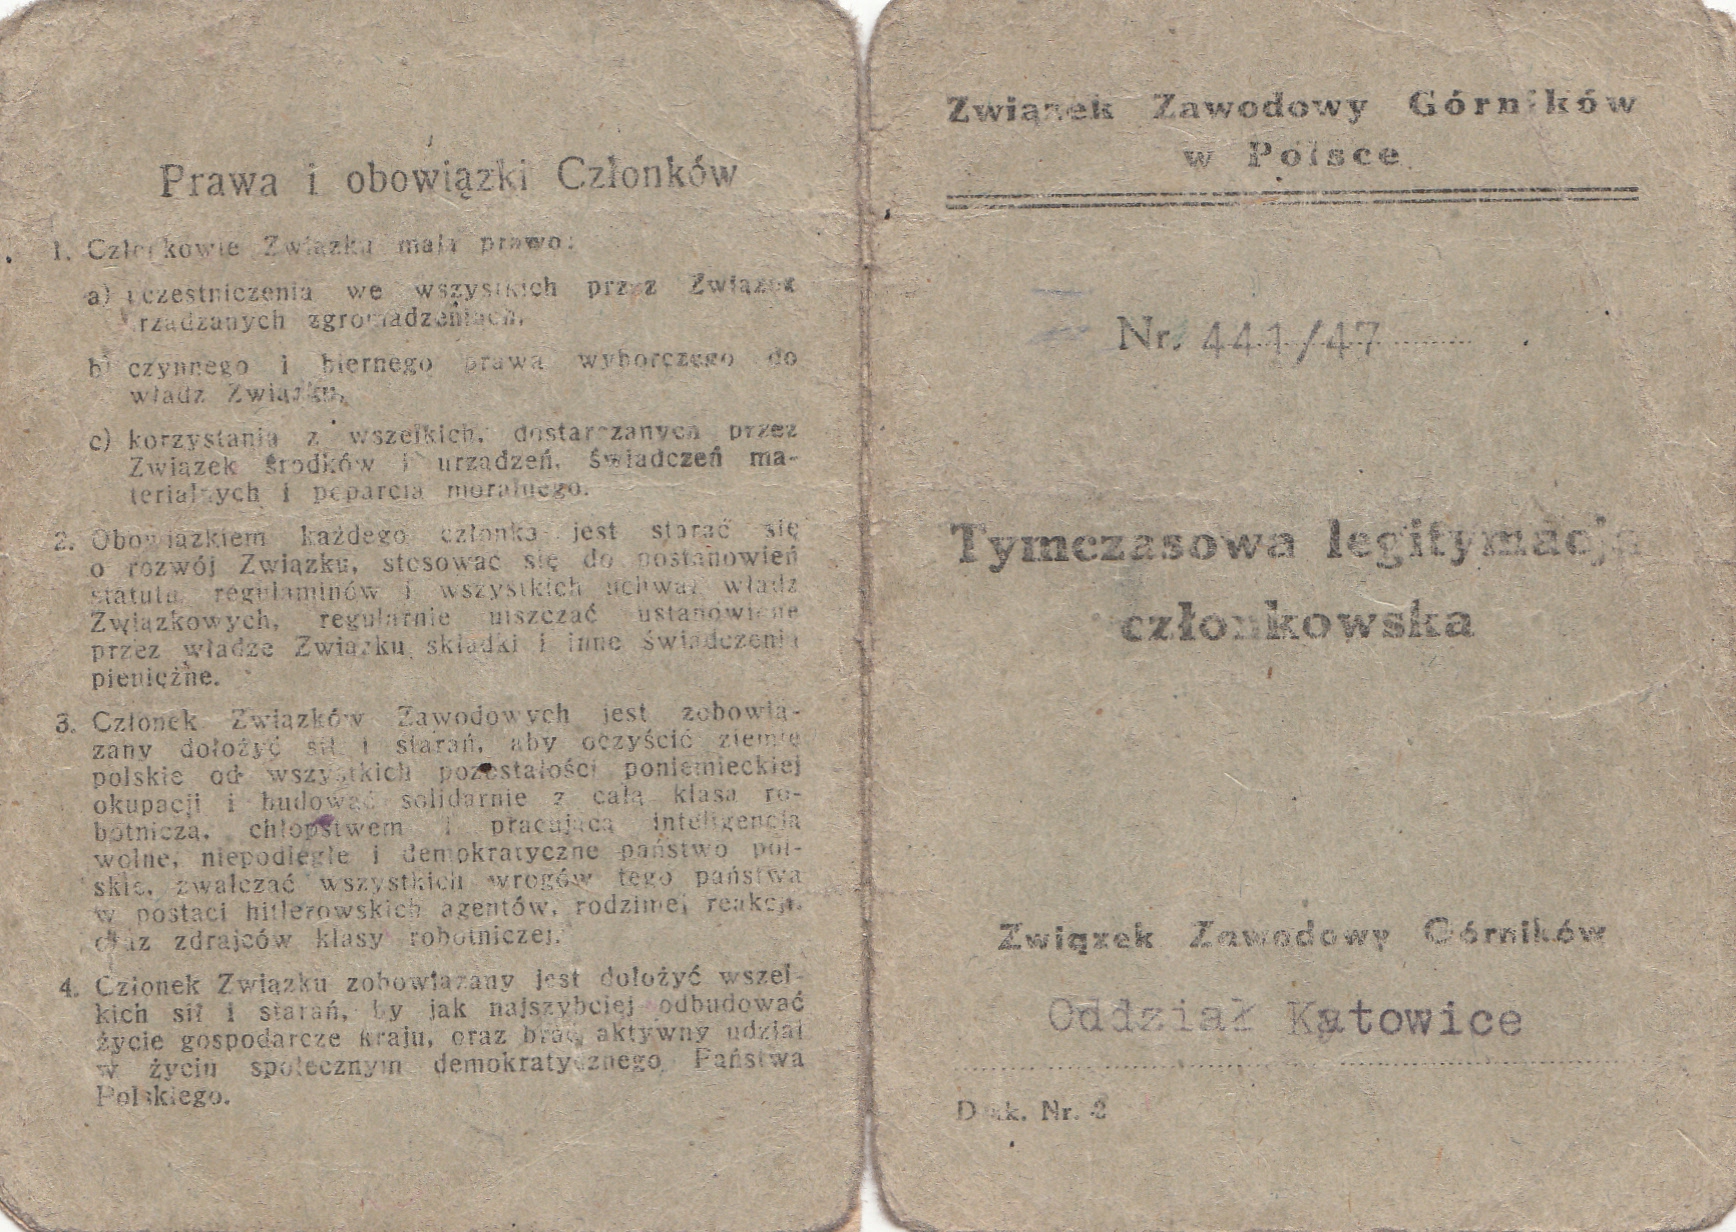 Prawa i obowiązki Członków
1. Członkowie Związku mają prawo:
a) uczestniczenia we wszystkich przez Związek
urządzanych zgromadzeniach,
b) czynnego i biernego prawa wyborczego do
władz Związku,
c) korzystania z wszelkich, dostarczanych przez
Związek środków i urządzeń, świadczeń ma-
terialnych i poparcia moralnego.
2. Obowiązkiem każdego członka jest starać się
o rozwój Związku, stosować się do postanowień
statutu, regulaminów i wszystkich uchwał władz
Związkowych, regularnie uiszczać ustanowione
przez władze Związku składki i inne świadczenia
pieniężne.
3. Członek Związków Zawodowych jest zobowią-
zany dołożyć sił i starań, aby oczyścić ziemie
polskie od wszystkich pozostałości poniemieckiej
okupacji i budować solidarnie z całą klasą ro-
botniczą, chłopstwem i pracującą inteligencją
wolne, niepodległe i demokratyczne państwo pol-
skie, zwalczać wszystkich wrogów tego państwa
w postaci hitlerowskich agentów, rodzimej reakcji,
oraz zdrajców klasy robotniczej.
4. Członek Związku zobowiązany jest dołożyć wszel-
kich sił i starań, by jak najszybciej odbudować
życie gospodarcze kraju, oraz brać aktywny udział
w życiu społecznym demokratycznego Państwa
Polskiego.
Związek Zawodowy Górników
w Polsce
Nr. 441/47
Tymczasowa legitymacja
członkowska
Związek Zawodowy Górników
Oddział Katowice
Druk. Nr. 2